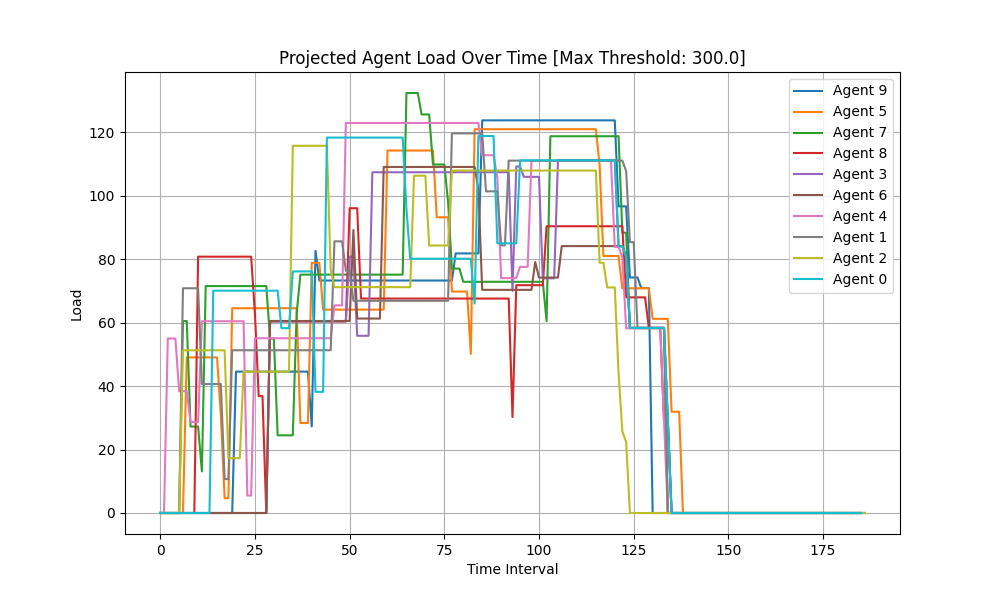 Projected Agent Load Over Time [Max Threshold: 300.0]
Load
120
100
80
60
40
20
0
0 25 50 75 100 125 150 175
Time Interval
Agent 9
Agent 5
Agent 7
Agent 8
Agent 3
Agent 6
Agent 4
Agent 1
Agent 2
Agent 0